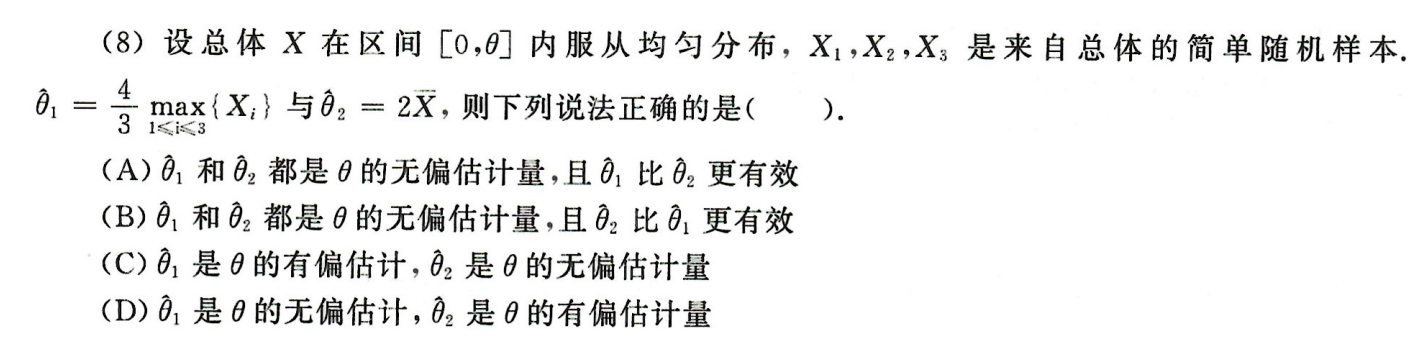 (8) 设总体 X 在区间 [0,θ] 内服从均匀分布, X₁,X₂,X₃ 是来自总体的简单随机样本.
θ̂₁ = 4/3 max{Xᵢ} 1≤i≤3 与 θ̂₂ = 2X̄, 则下列说法正确的是(  ).
(A) θ̂₁ 和 θ̂₂ 都是 θ 的无偏估计量,且 θ̂₁ 比 θ̂₂ 更有效
(B) θ̂₁ 和 θ̂₂ 都是 θ 的无偏估计量,且 θ̂₂ 比 θ̂₁ 更有效
(C) θ̂₁ 是 θ 的有偏估计, θ̂₂ 是 θ 的无偏估计量
(D) θ̂₁ 是 θ 的无偏估计, θ̂₂ 是 θ 的有偏估计量